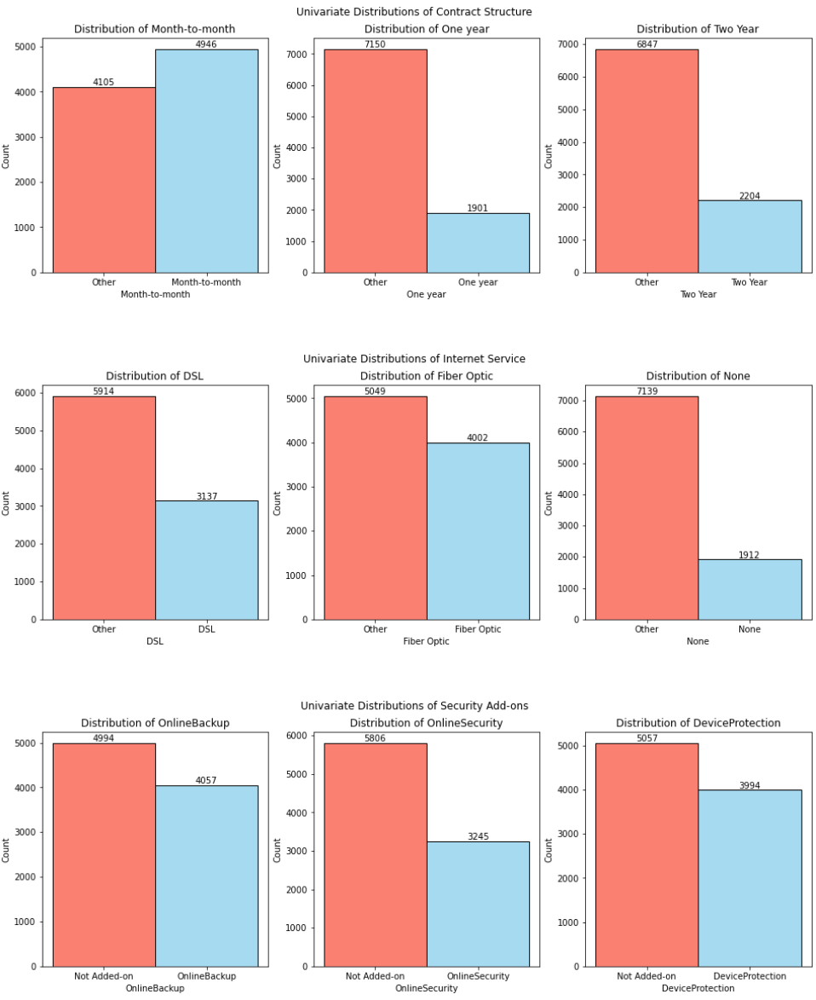 Univariate Distributions of Contract Structure
Distribution of Month-to-month
Count
5000
4000
3000
2000
1000
0
4105
4946
Other
Month-to-month
Month-to-month
Distribution of One year
Count
7000
6000
5000
4000
3000
2000
1000
0
7150
1901
Other
One year
One year
Distribution of Two Year
Count
7000
6000
5000
4000
3000
2000
1000
0
6847
2204
Other
Two Year
Two Year
Univariate Distributions of Internet Service
Distribution of DSL
Count
6000
5000
4000
3000
2000
1000
0
5914
3137
Other
DSL
DSL
Distribution of Fiber Optic
Count
5000
4000
3000
2000
1000
0
5049
4002
Other
Fiber Optic
Fiber Optic
Distribution of None
Count
7000
6000
5000
4000
3000
2000
1000
0
7139
1912
Other
None
None
Univariate Distributions of Security Add-ons
Distribution of OnlineBackup
Count
5000
4000
3000
2000
1000
0
4994
4057
Not Added-on
OnlineBackup
OnlineBackup
Distribution of OnlineSecurity
Count
6000
5000
4000
3000
2000
1000
0
5806
3245
Not Added-on
OnlineSecurity
OnlineSecurity
Distribution of DeviceProtection
Count
5000
4000
3000
2000
1000
0
5057
3994
Not Added-on
DeviceProtection
DeviceProtection